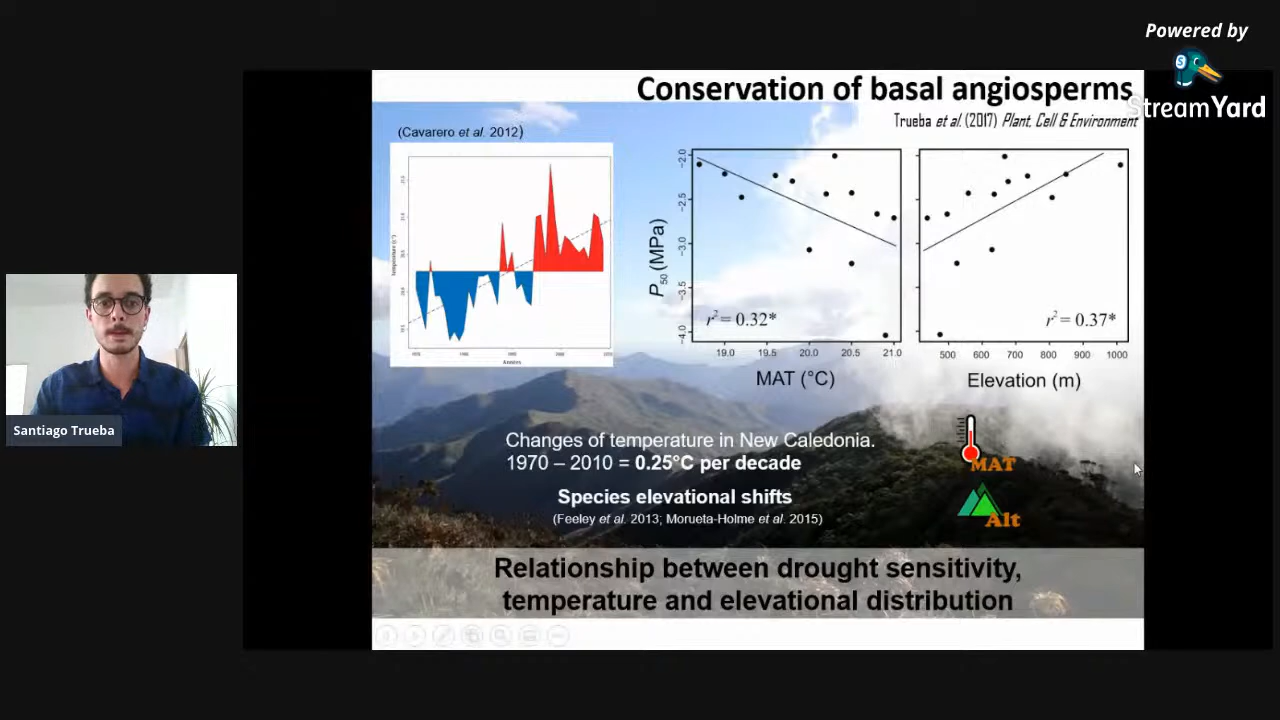 Powered by
StreamYard
Conservation of basal angiosperms
Trueba et al. (2017) Plant, Cell & Environment
(Cavarero et al. 2012)
-2.0
-2.5
-3.0
-3.5
-4.0
P50 (MPa)
r² = 0.32*
r² = 0.37*
19.0 19.5 20.0 20.5 21.0
500 600 700 800 900 1000
MAT (°C)
Elevation (m)
Années
Santiago Trueba
Changes of temperature in New Caledonia.
1970 – 2010 = 0.25°C per decade
MAT
Species elevational shifts
(Feeley et al. 2013; Morueta-Holme et al. 2015)
Alt
Relationship between drought sensitivity,
temperature and elevational distribution